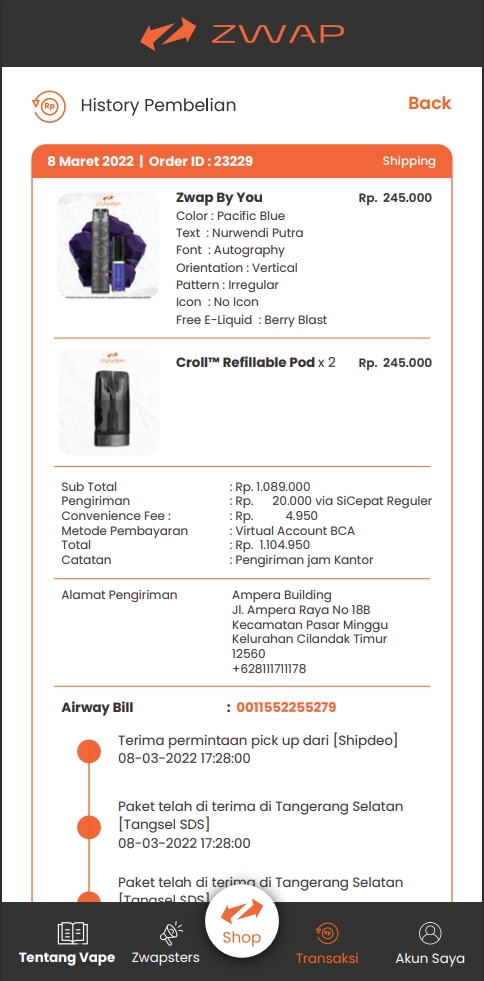 ZWAP
Rp History Pembelian Back
8 Maret 2022 | Order ID : 23229 Shipping
Zwap By You Rp. 245.000
Color : Pacific Blue
Text : Nurwendi Putra
Font : Autography
Orientation : Vertical
Pattern : Irregular
Icon : No Icon
Free E-Liquid : Berry Blast
Croll™ Refillable Pod x 2 Rp. 245.000
Sub Total : Rp. 1.089.000
Pengiriman : Rp. 20.000 via SiCepat Reguler
Convenience Fee : : Rp. 4.950
Metode Pembayaran : Virtual Account BCA
Total : Rp. 1.104.950
Catatan : Pengiriman jam Kantor
Alamat Pengiriman Ampera Building
Jl. Ampera Raya No 18B
Kecamatan Pasar Minggu
Kelurahan Cilandak Timur
12560
+628111711178
Airway Bill : 0011552255279
Terima permintaan pick up dari [Shipdeo]
08-03-2022 17:28:00
Paket telah di terima di Tangerang Selatan
[Tangsel SDS]
08-03-2022 17:28:00
Paket telah di terima di Tangerang Selatan
[Tangsel SDS]
Tentang Vape Zwapsters Shop Transaksi Akun Saya